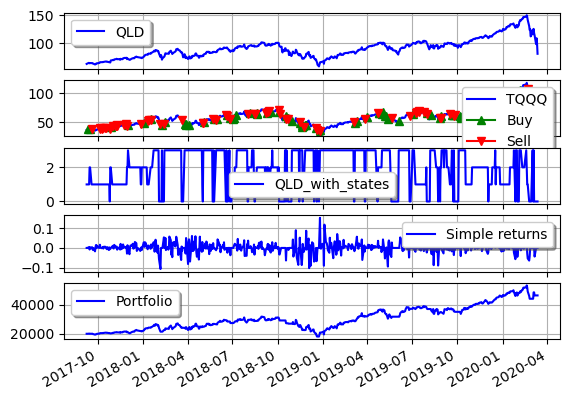 150
100
QLD
100
50
TQQQ
Buy
Sell
2
0
QLD_with_states
0.1
0.0
−0.1
Simple returns
40000
20000
Portfolio
2017-10 2018-01 2018-04 2018-07 2018-10 2019-01 2019-04 2019-07 2019-10 2020-01 2020-04